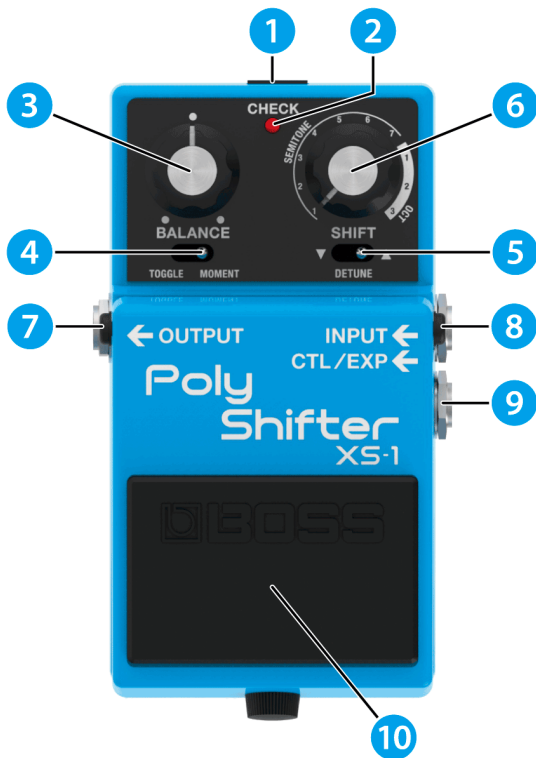 1
2
CHECK
3
6
SEMITONE
1
2
3
4
5
6
7
1
2
3
OCT
BALANCE
SHIFT
4
5
TOGGLE MOMENT
▼ ▲
DETUNE
7
8
← OUTPUT
INPUT ←
CTL/EXP ←
9
Poly
Shifter
XS-1
BOSS
10